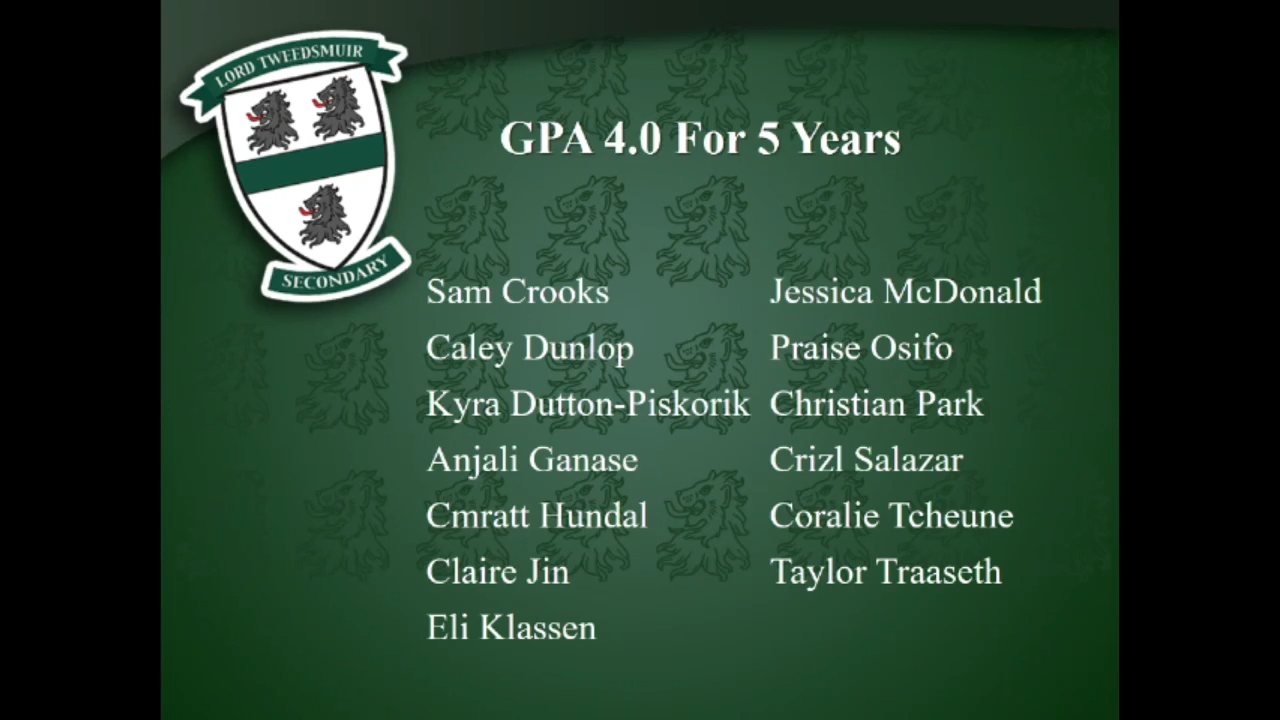 LORD TWEEDSMUIR
SECONDARY
GPA 4.0 For 5 Years
Sam Crooks
Caley Dunlop
Kyra Dutton-Piskorik
Anjali Ganase
Cmratt Hundal
Claire Jin
Eli Klassen
Jessica McDonald
Praise Osifo
Christian Park
Crizl Salazar
Coralie Tcheune
Taylor Traaseth